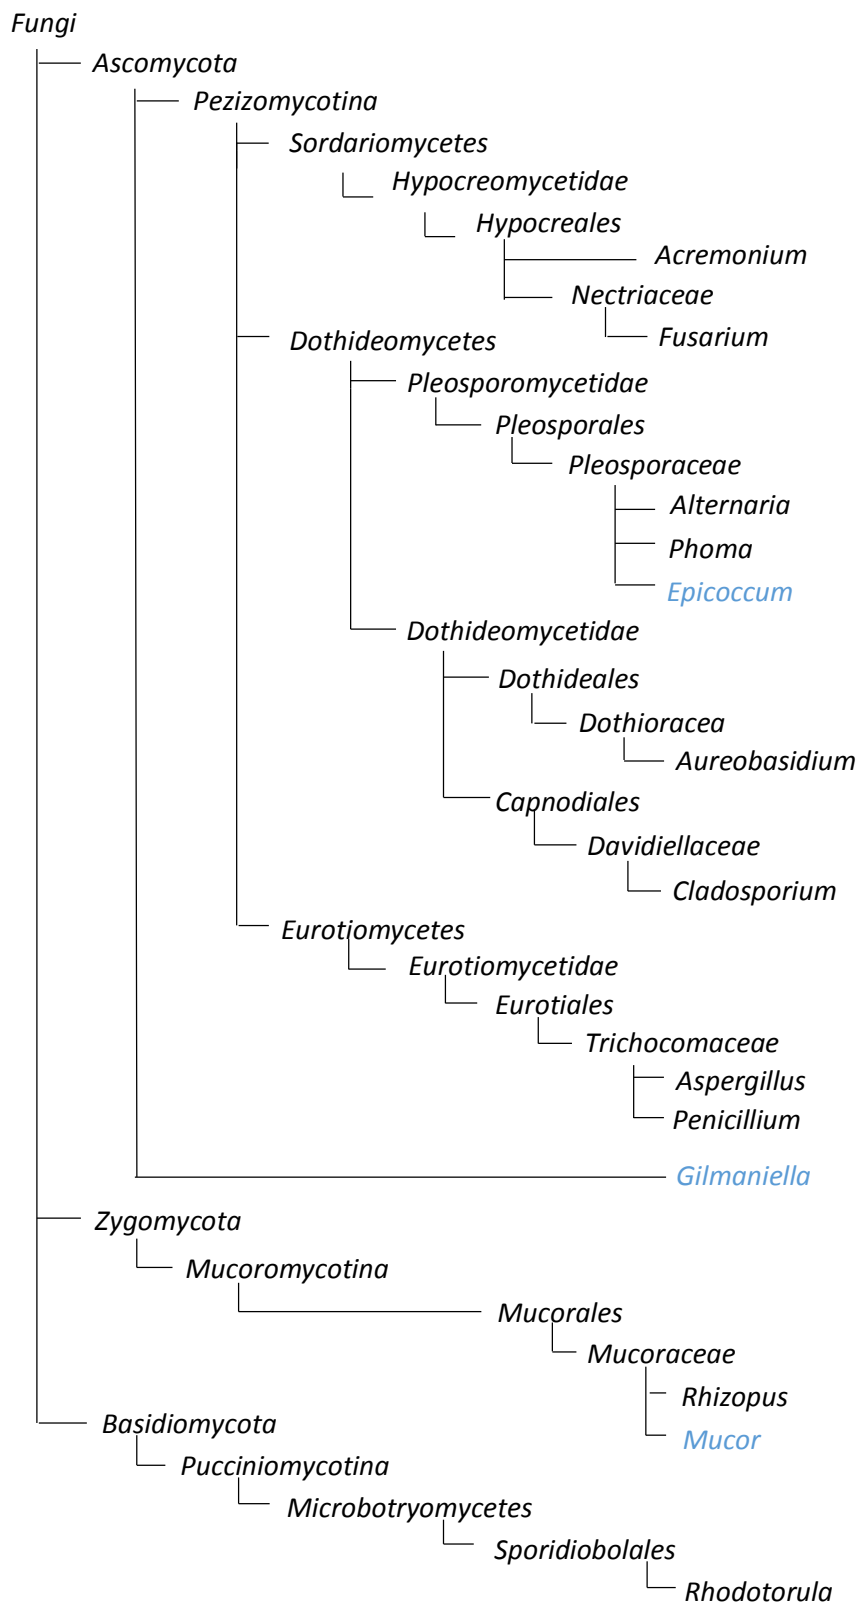 Fungi
Ascomycota
Pezizomycotina
Sordariomycetes
Hypocreomycetidae
Hypocreales
Acremonium
Nectriaceae
Fusarium
Dothideomycetes
Pleosporomycetidae
Pleosporales
Pleosporaceae
Alternaria
Phoma
Epicoccum
Dothideomycetidae
Dothideales
Dothioracea
Aureobasidium
Capnodiales
Davidiellaceae
Cladosporium
Eurotiomycetes
Eurotiomycetidae
Eurotiales
Trichocomaceae
Aspergillus
Penicillium
Gilmaniella
Zygomycota
Mucoromycotina
Mucorales
Mucoraceae
Rhizopus
Mucor
Basidiomycota
Pucciniomycotina
Microbotryomycetes
Sporidiobolales
Rhodotorula